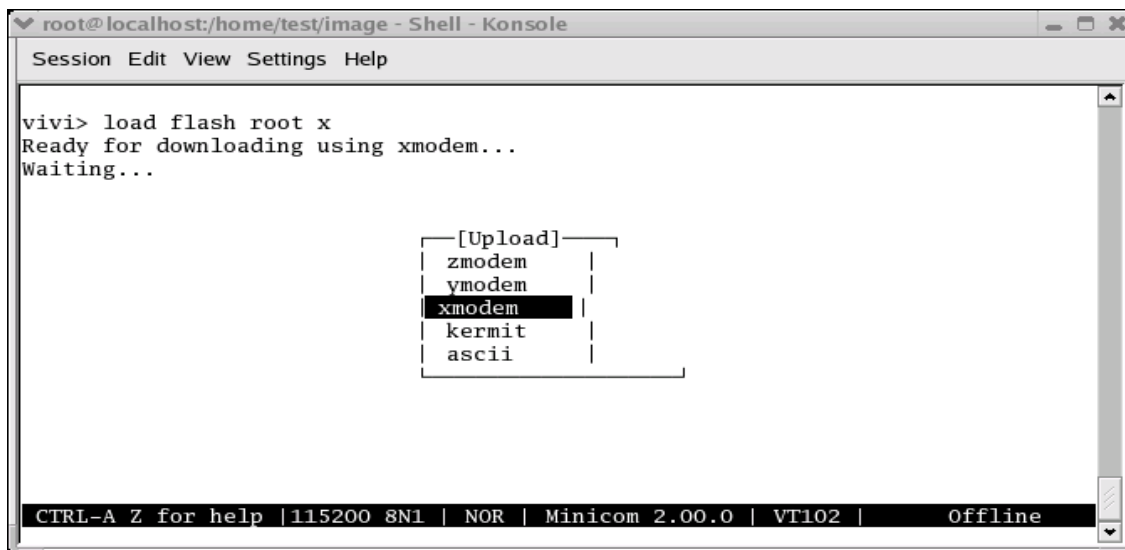 root@localhost:/home/test/image - Shell - Konsole
Session Edit View Settings Help
vivi> load flash root x
Ready for downloading using xmodem...
Waiting...
[Upload]
zmodem
ymodem
xmodem
kermit
ascii
CTRL-A Z for help |115200 8N1 | NOR | Minicom 2.00.0 | VT102 | Offline